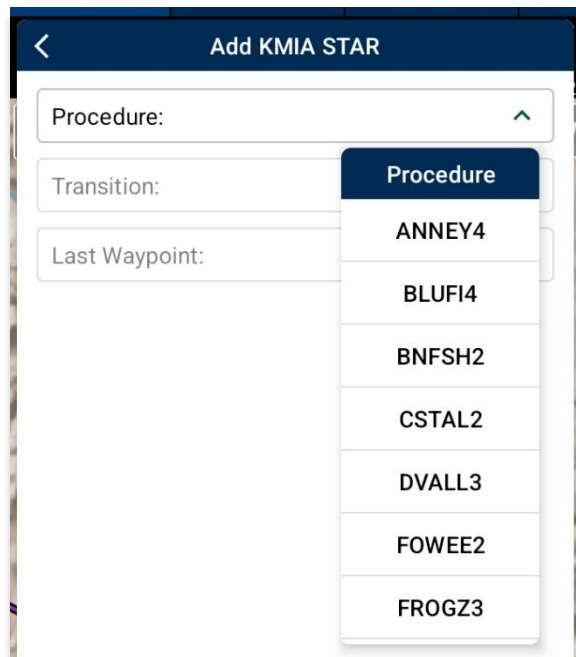 Add KMIA STAR
Procedure:
Transition:
Last Waypoint:
Procedure
ANNEY4
BLUFI4
BNFSH2
CSTAL2
DVALL3
FOWEE2
FROGZ3